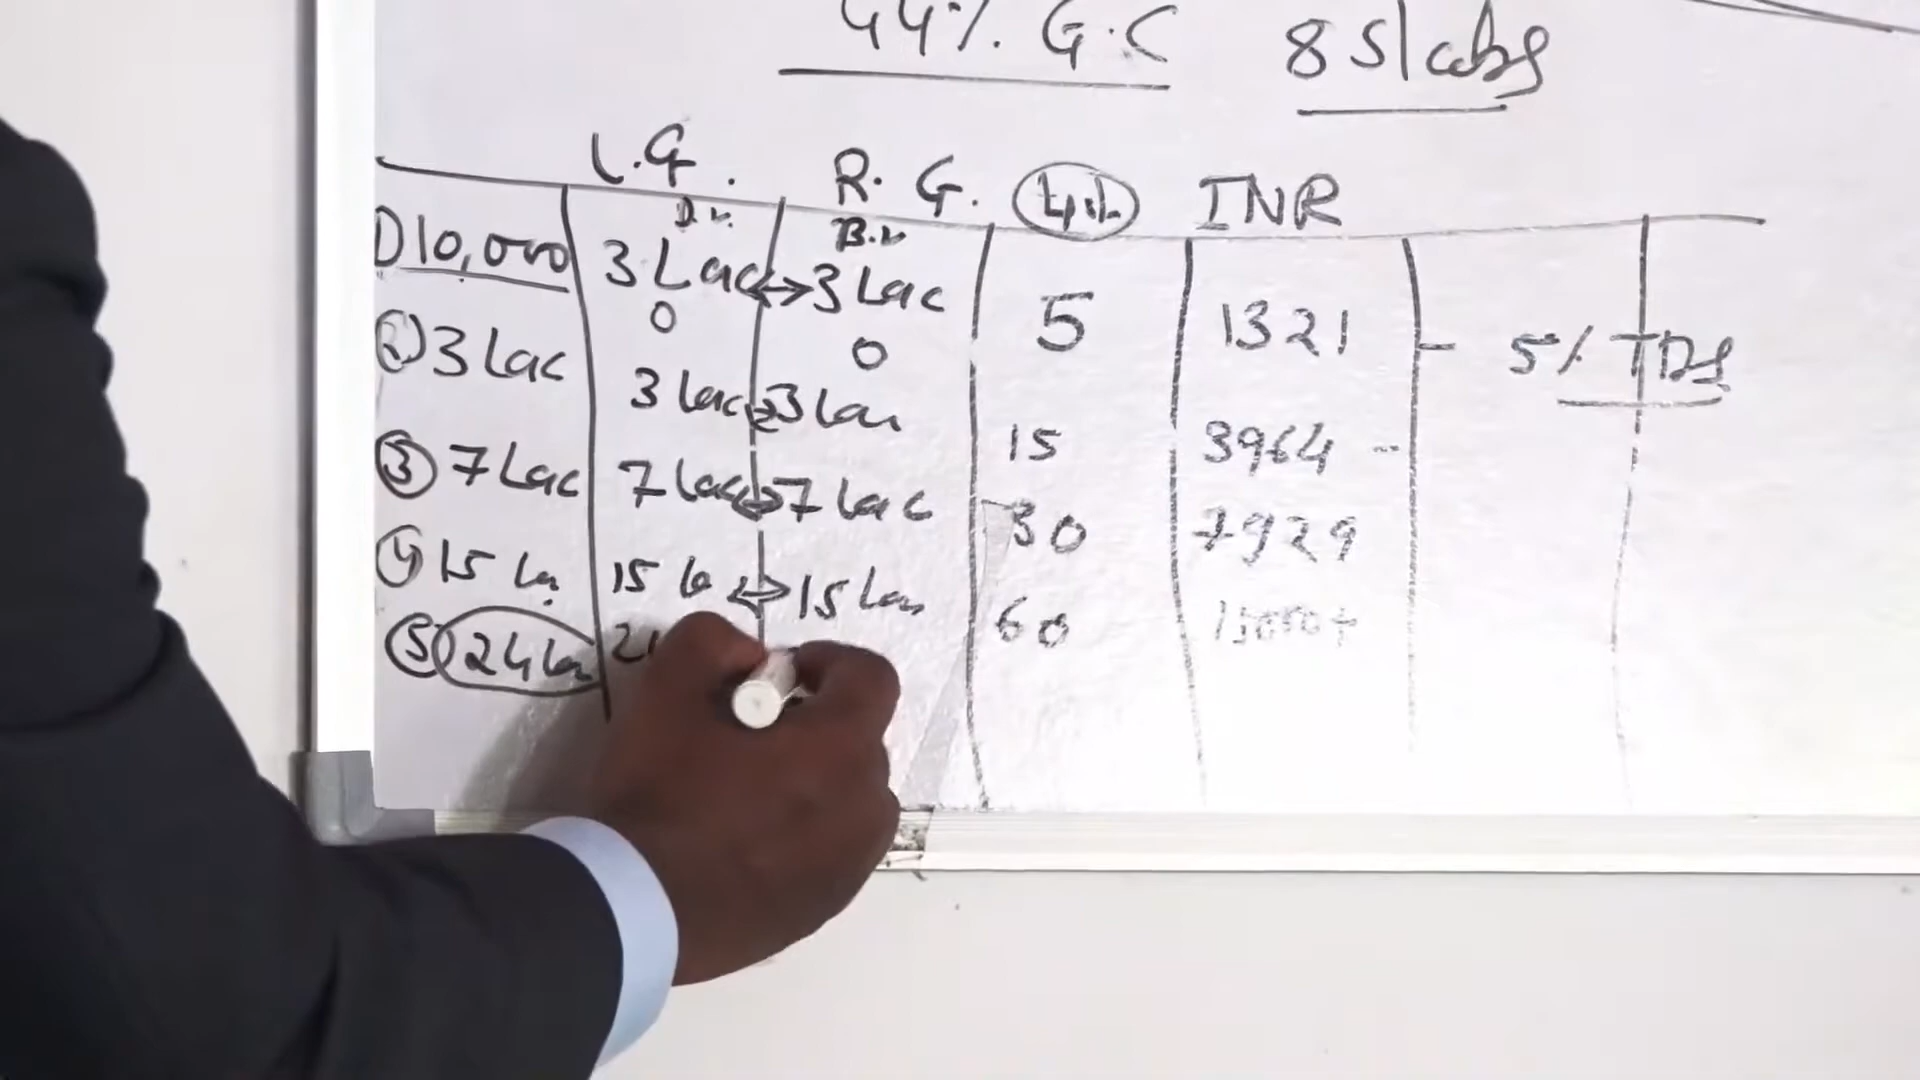 44% G.C 8 Slabs
L.G. R.G. INR
B.v
1) 10,000 3 Lac ↔ 3 Lac 5 1321 - 5% TDS
0 0
2) 3 Lac 3 Lac ↔ 3 Lac 15 3964 --
3) 7 Lac 7 Lac ↔ 7 Lac 30 7929
4) 15 La 15 La ↔ 15 Lac 60
5) 24 La